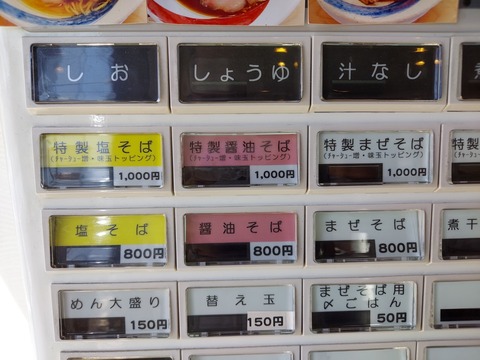 しお
しょうゆ
汁なし
特製塩そば
(チャーシュー増・味玉トッピング)
1,000円
特製醤油そば
(チャーシュー増・味玉トッピング)
1,000円
特製まぜそば
(チャーシュー増・味玉トッピング)
1,000円
特製
塩そば
800円
醤油そば
800円
まぜそば
800円
煮干
めん大盛り
150円
替え玉
150円
まぜそば用
〆ごはん
50円